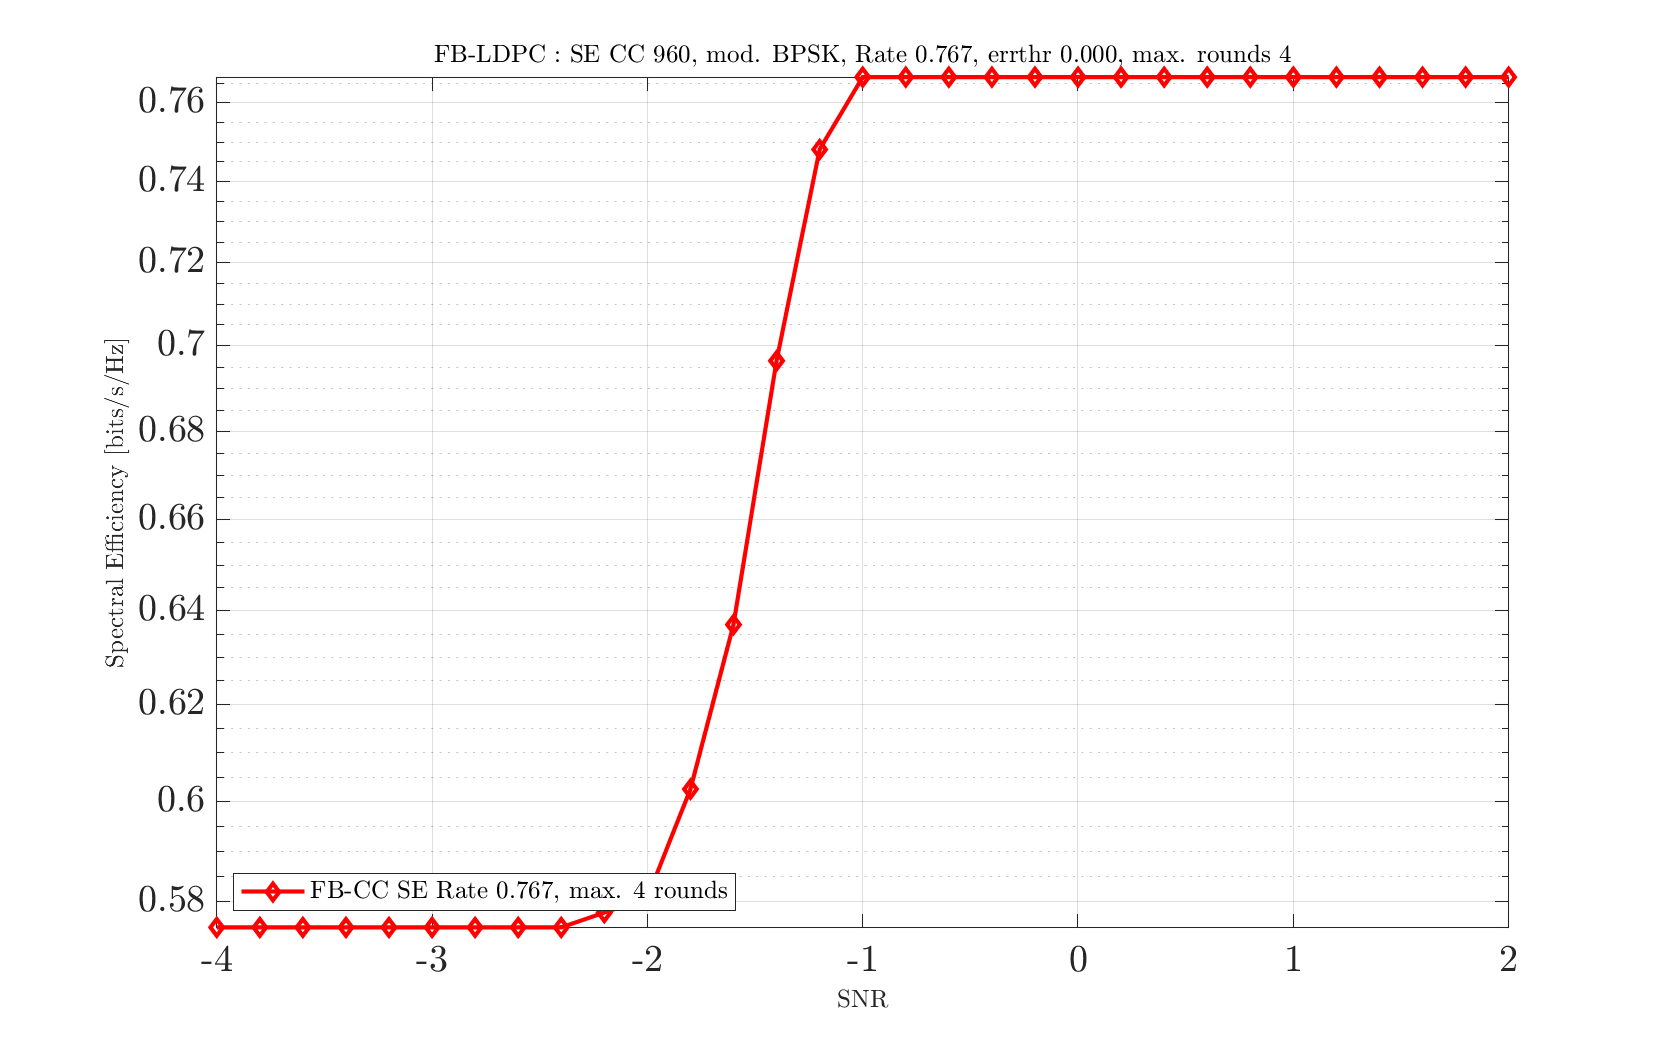 FB-LDPC : SE CC 960, mod. BPSK, Rate 0.767, errthr 0.000, max. rounds 4
0.76
0.74
0.72
0.7
0.68
0.66
0.64
0.62
0.6
0.58
Spectral Efficiency [bits/s/Hz]
FB-CC SE Rate 0.767, max. 4 rounds
-4 -3 -2 -1 0 1 2
SNR